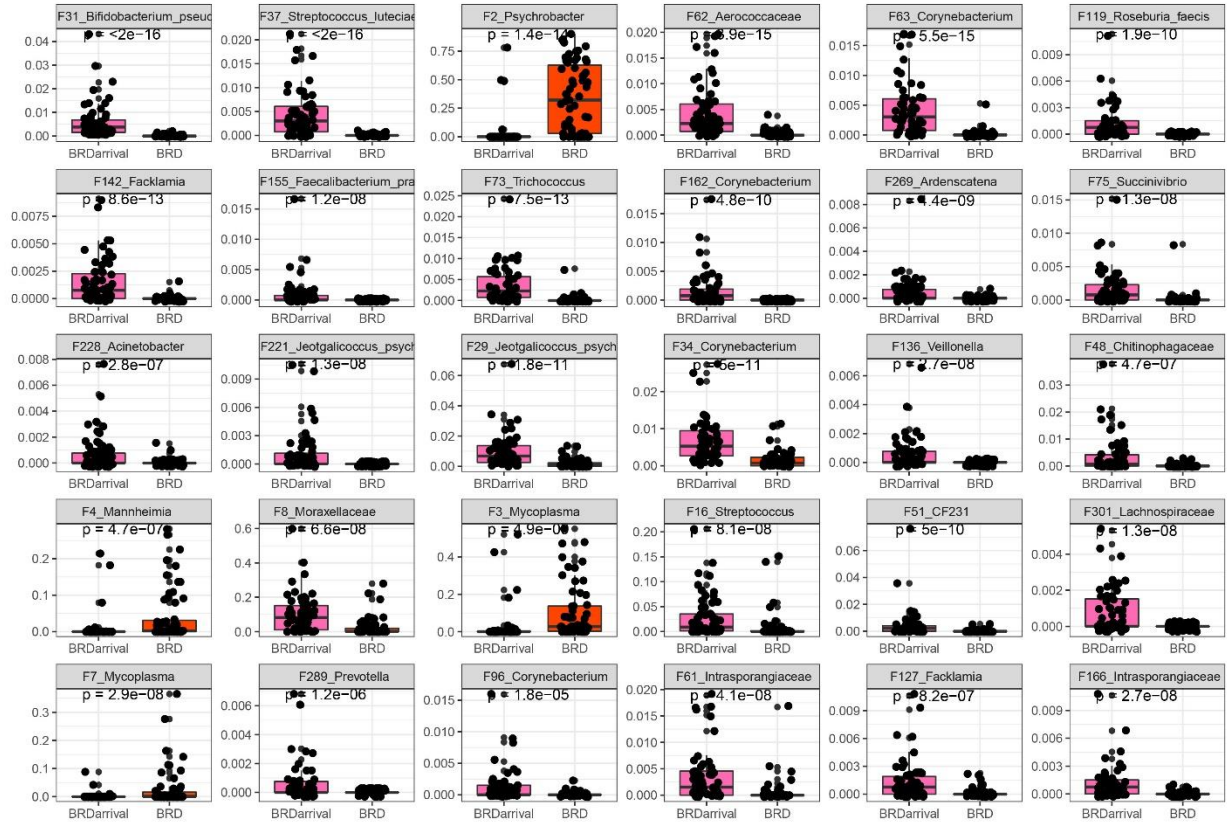 F31_Bifidobacterium_pseud F37_Streptococcus_luteciae F2_Psychrobacter F62_Aerococcaceae F63_Corynebacterium F119_Roseburia_faecis
p = <2e-16 p = <2e-16 p = 1.4e-14 p = 8.9e-15 p = 5.5e-15 p = 1.9e-10
0.04 0.020 0.75 0.020 0.015 0.009
0.03 0.015 0.50 0.015 0.010 0.006
0.02 0.010 0.25 0.010 0.005 0.003
0.01 0.005 0.00 0.005 0.000 0.000
0.00 0.000 0.000
BRDarrival BRD BRDarrival BRD BRDarrival BRD BRDarrival BRD BRDarrival BRD BRDarrival BRD
F142_Facklamia F155_Faecalibacterium_pra F73_Trichococcus F162_Corynebacterium F269_Ardenscatena F75_Succinivibrio
p = 8.6e-13 p = 1.2e-08 p = 7.5e-13 p = 4.8e-10 p = e-09 p = 1.3e-08
0.0075 0.015 0.025 0.015 0.008 0.015
0.0050 0.010 0.020 0.010 0.006 0.010
0.0025 0.005 0.015 0.005 0.004 0.005
0.0000 0.000 0.010 0.000 0.002 0.000
0.005 0.000
0.000
BRDarrival BRD BRDarrival BRD BRDarrival BRD BRDarrival BRD BRDarrival BRD BRDarrival BRD
F228_Acinetobacter F221_Jeotgalicoccus_psych F29_Jeotgalicoccus_psych F34_Corynebacterium F136_Veillonella F48_Chitinophagaceae
p = 2.8e-07 p = 1.3e-08 p = 1.8e-11 p = 5e-11 p = 2.7e-08 p = 4.7e-07
0.008 0.009 0.06 0.02 0.006 0.03
0.006 0.006 0.04 0.01 0.004 0.02
0.004 0.003 0.02 0.00 0.002 0.01
0.002 0.000 0.00 0.000 0.00
0.000
BRDarrival BRD BRDarrival BRD BRDarrival BRD BRDarrival BRD BRDarrival BRD BRDarrival BRD
F4_Mannheimia F8_Moraxellaceae F3_Mycoplasma F16_Streptococcus F51_CF231 F301_Lachnospiraceae
p = 4.7e-07 p = 6.6e-08 p = 4.9e-0 p = 8.1e-08 p = 5e-10 p = 1.3e-08
0.2 0.6 0.4 0.20 0.06 0.004
0.1 0.4 0.2 0.15 0.03 0.002
0.0 0.2 0.0 0.10 0.00 0.000
0.0 0.05
0.00
BRDarrival BRD BRDarrival BRD BRDarrival BRD BRDarrival BRD BRDarrival BRD BRDarrival BRD
F7_Mycoplasma F289_Prevotella F96_Corynebacterium F61_Intrasporangiaceae F127_Facklamia F166_Intrasporangiaceae
p = 2.9e-08 p = 1.2e-06 p = 1.8e-05 p = 4.1e-08 p = 8.2e-07 p = 2.7e-08
0.3 0.006 0.015 0.020 0.009 0.009
0.2 0.004 0.010 0.015 0.006 0.006
0.1 0.002 0.005 0.010 0.003 0.003
0.0 0.000 0.000 0.005 0.000 0.000
0.000
BRDarrival BRD BRDarrival BRD BRDarrival BRD BRDarrival BRD BRDarrival BRD BRDarrival BRD